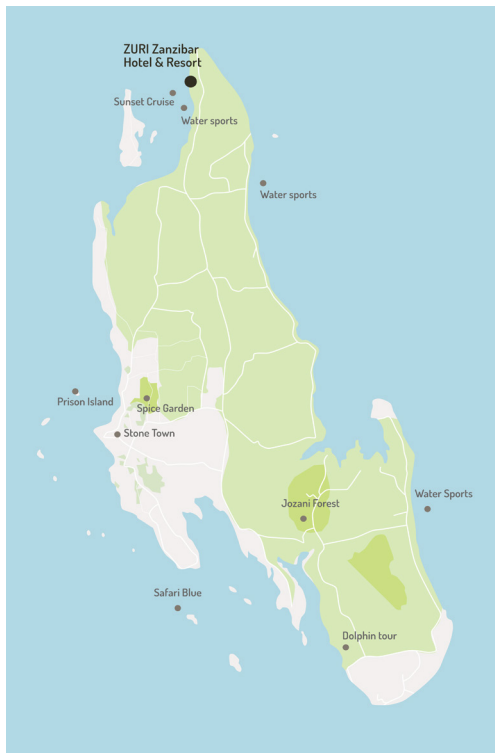 ZURI Zanzibar
Hotel & Resort
Sunset Cruise
Water sports
Water sports
Prison Island
Spice Garden
Stone Town
Jozani Forest
Water Sports
Safari Blue
Dolphin tour